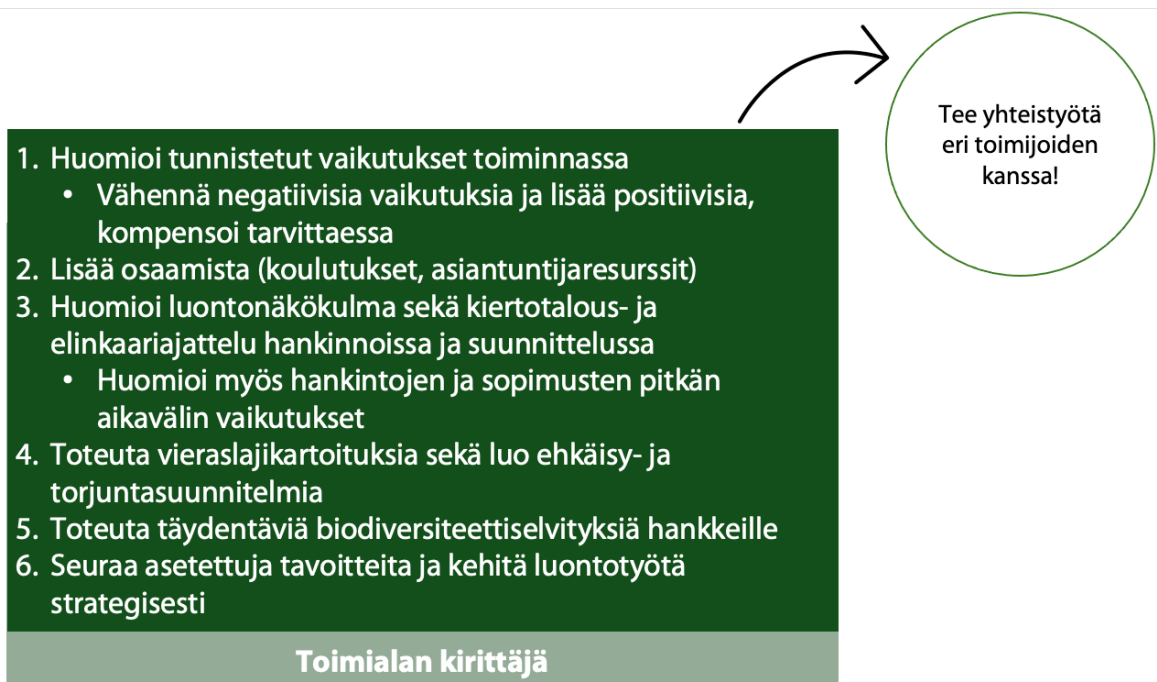 1. Huomioi tunnistetut vaikutukset toiminnassa
• Vähennä negatiivisia vaikutuksia ja lisää positiivisia,
kompensoi tarvittaessa
2. Lisää osaamista (koulutukset, asiantuntijaresurssit)
3. Huomioi luontonäkökulma sekä kiertotalous- ja
elinkaariajattelu hankinnoissa ja suunnittelussa
• Huomioi myös hankintojen ja sopimusten pitkän
aikavälin vaikutukset
4. Toteuta vieraslajikartoituksia sekä luo ehkäisy- ja
torjuntasuunnitelmia
5. Toteuta täydentäviä biodiversiteettiselvityksiä hankkeille
6. Seuraa asetettuja tavoitteita ja kehitä luontotyötä
strategisesti
Toimialan kirittäjä
Tee yhteistyötä
eri toimijoiden
kanssa!